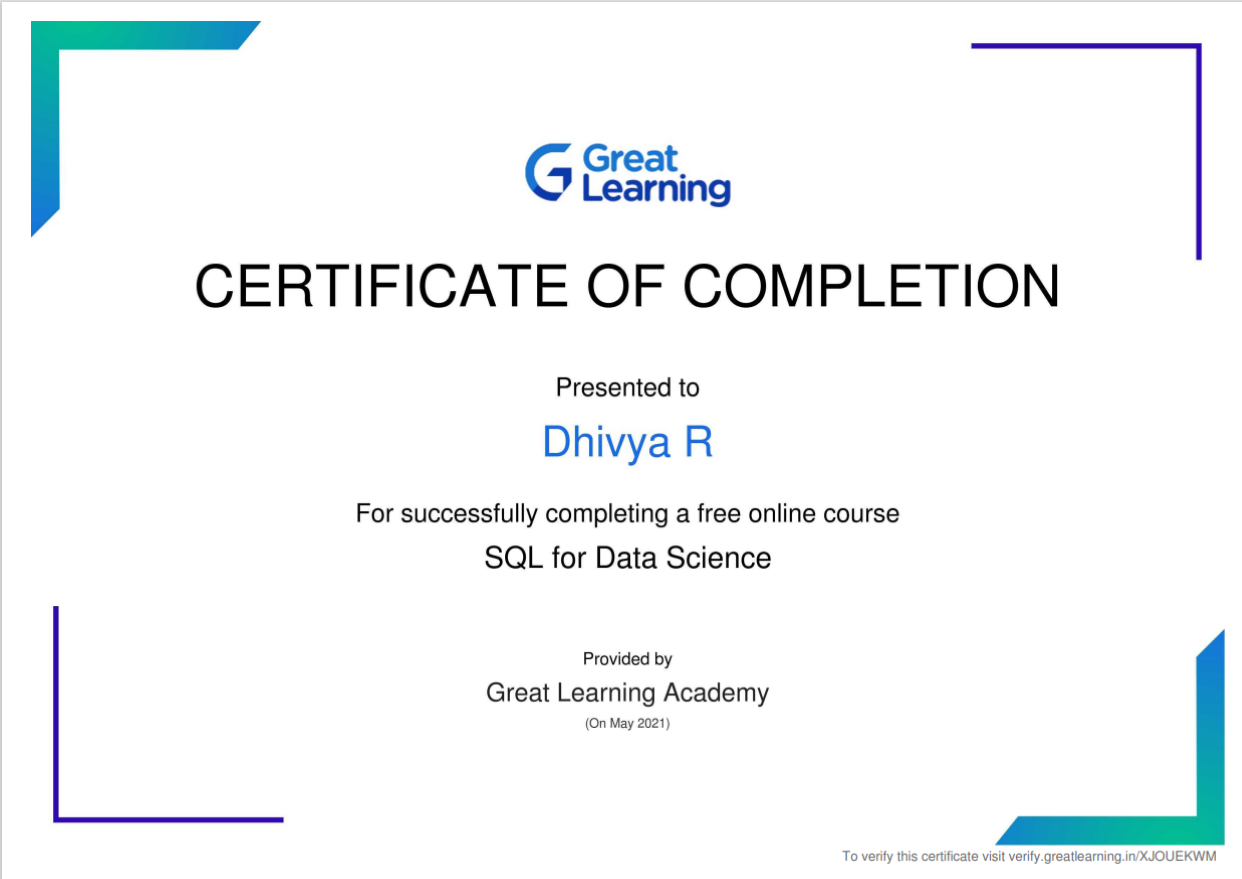 Great
Learning
CERTIFICATE OF COMPLETION
Presented to
Dhivya R
For successfully completing a free online course
SQL for Data Science
Provided by
Great Learning Academy
(On May 2021)
To verify this certificate visit verify.greatlearning.in/XJOUEKWM